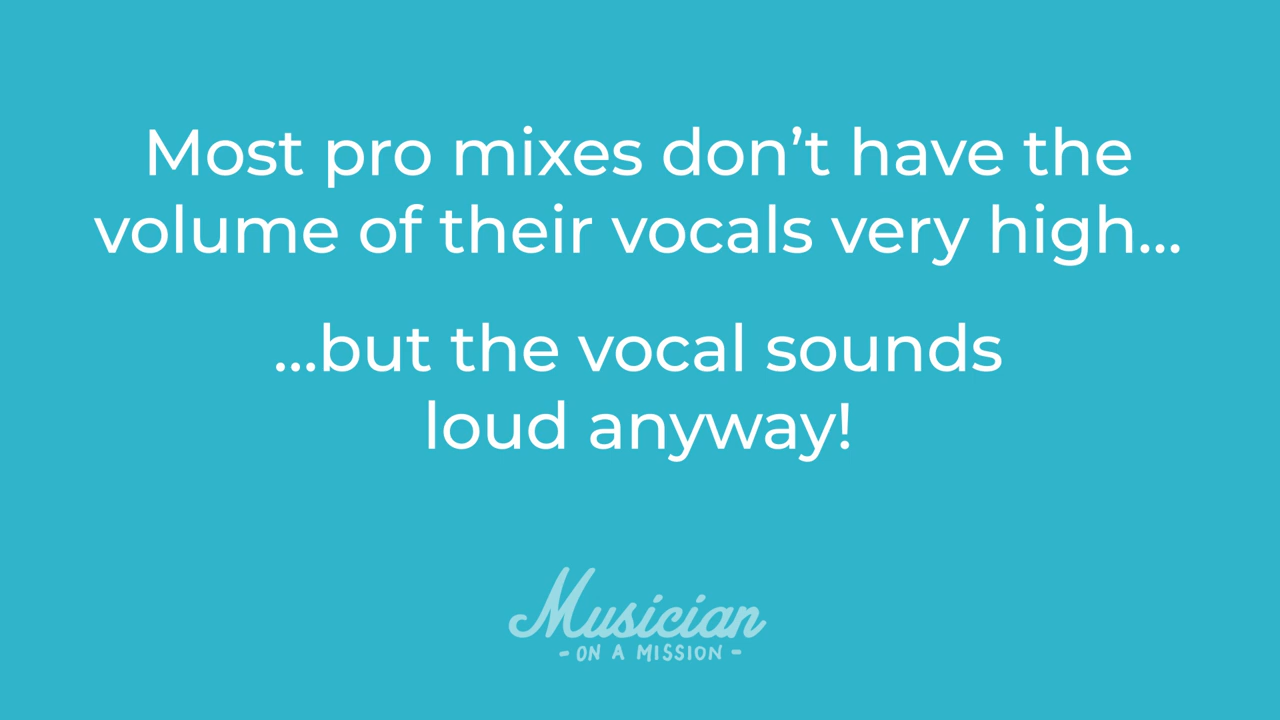 Most pro mixes don’t have the
volume of their vocals very high...
...but the vocal sounds
loud anyway!
Musician
- ON A MISSION -